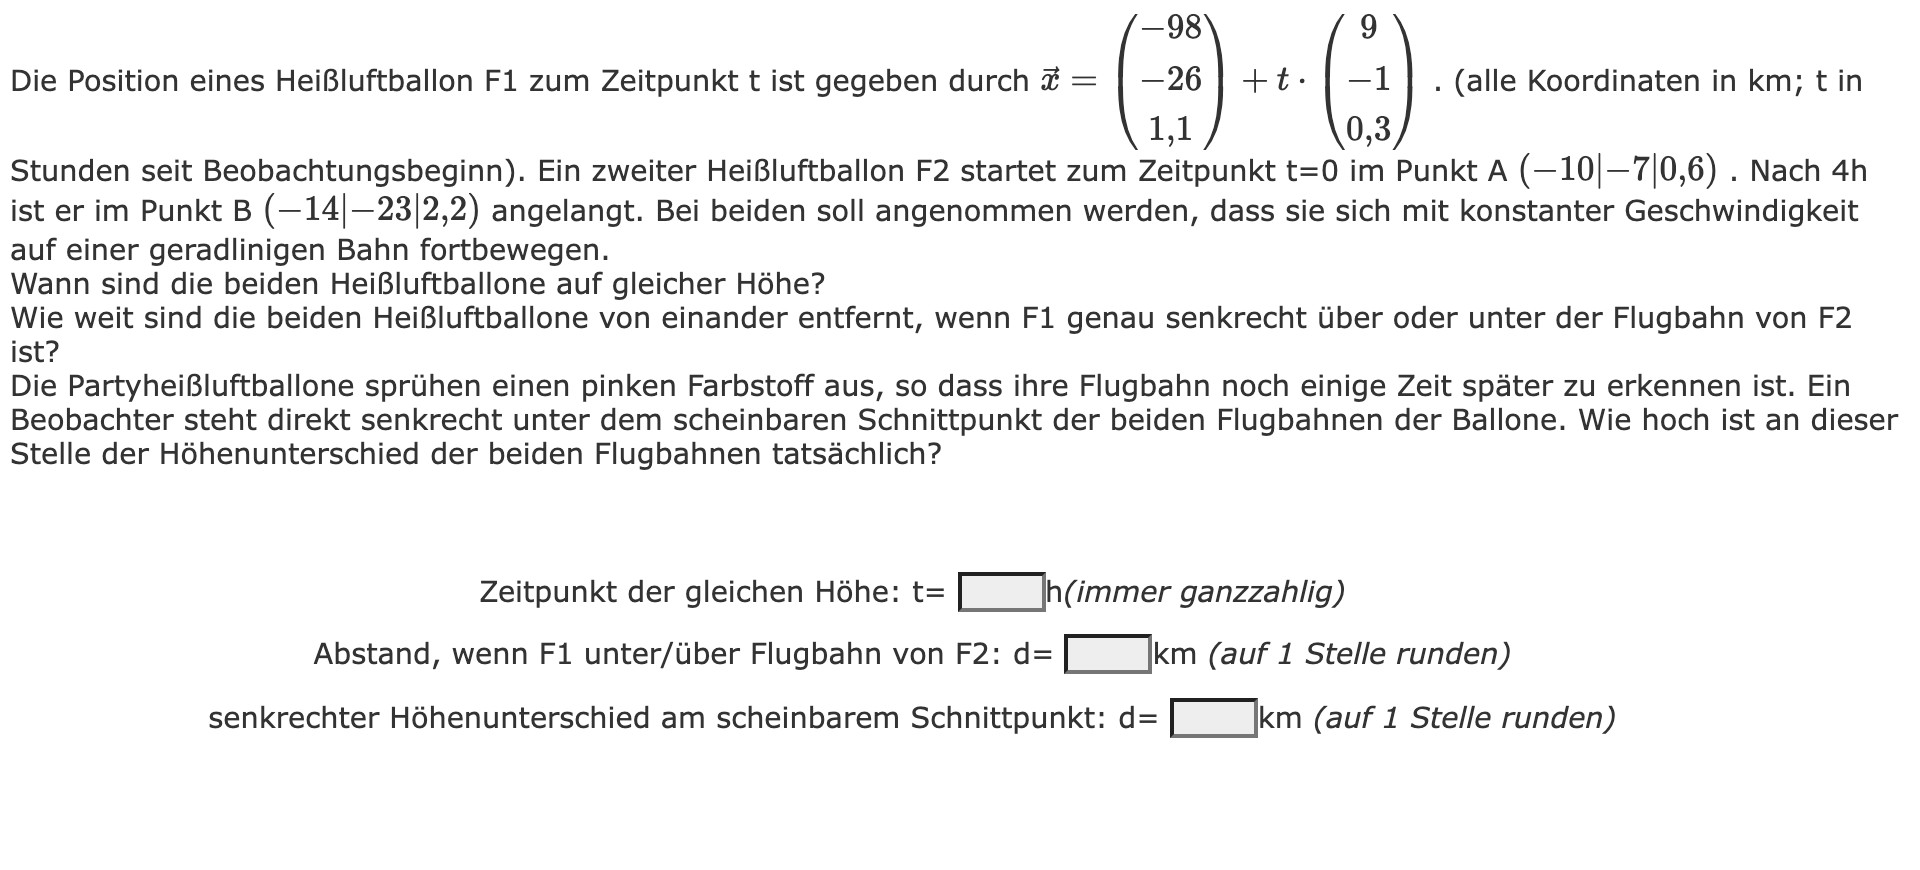 Die Position eines Heißluftballon F1 zum Zeitpunkt t ist gegeben durch $\vec{x} = \begin{pmatrix} -98 \\ -26 \\ 1,1 \end{pmatrix} + t \cdot \begin{pmatrix} 9 \\ -1 \\ 0,3 \end{pmatrix}$ . (alle Koordinaten in km; t in
Stunden seit Beobachtungsbeginn). Ein zweiter Heißluftballon F2 startet zum Zeitpunkt t=0 im Punkt A (−10|−7|0,6) . Nach 4h
ist er im Punkt B (−14|−23|2,2) angelangt. Bei beiden soll angenommen werden, dass sie sich mit konstanter Geschwindigkeit
auf einer geradlinigen Bahn fortbewegen.
Wann sind die beiden Heißluftballone auf gleicher Höhe?
Wie weit sind die beiden Heißluftballone von einander entfernt, wenn F1 genau senkrecht über oder unter der Flugbahn von F2
ist?
Die Partyheißluftballone sprühen einen pinken Farbstoff aus, so dass ihre Flugbahn noch einige Zeit später zu erkennen ist. Ein
Beobachter steht direkt senkrecht unter dem scheinbaren Schnittpunkt der beiden Flugbahnen der Ballone. Wie hoch ist an dieser
Stelle der Höhenunterschied der beiden Flugbahnen tatsächlich?
Zeitpunkt der gleichen Höhe: t= h(immer ganzzahlig)
Abstand, wenn F1 unter/über Flugbahn von F2: d= km (auf 1 Stelle runden)
senkrechter Höhenunterschied am scheinbarem Schnittpunkt: d= km (auf 1 Stelle runden)